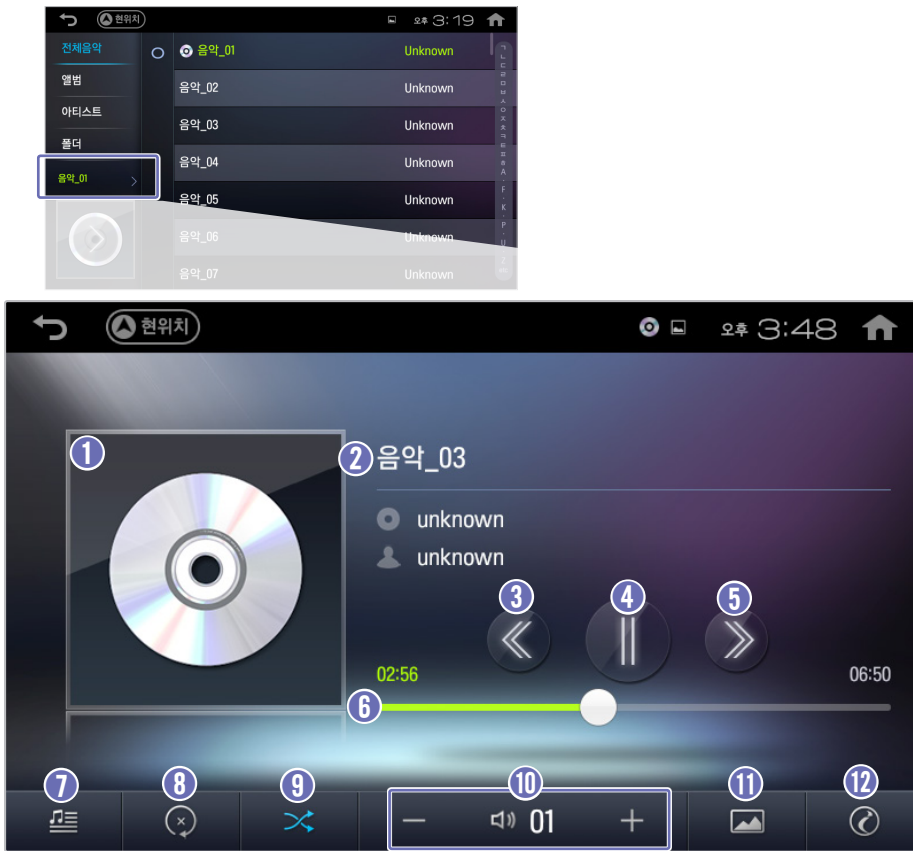 현위치
오후 3:19
전체음악
앨범
아티스트
폴더
음악_01
음악_01 Unknown
음악_02 Unknown
음악_03 Unknown
음악_04 Unknown
음악_05 Unknown
음악_06 Unknown
음악_07 Unknown
ㄱ
ㄴ
ㄷ
ㄹ
ㅁ
ㅂ
ㅅ
ㅇ
ㅈ
ㅊ
ㅋ
ㅌ
ㅍ
ㅎ
A
F
K
P
U
Z
현위치
오후 3:48
1
2 음악_03
unknown
unknown
3 4 5
02:56 06:50
6
7 8 9 10 11 12
01